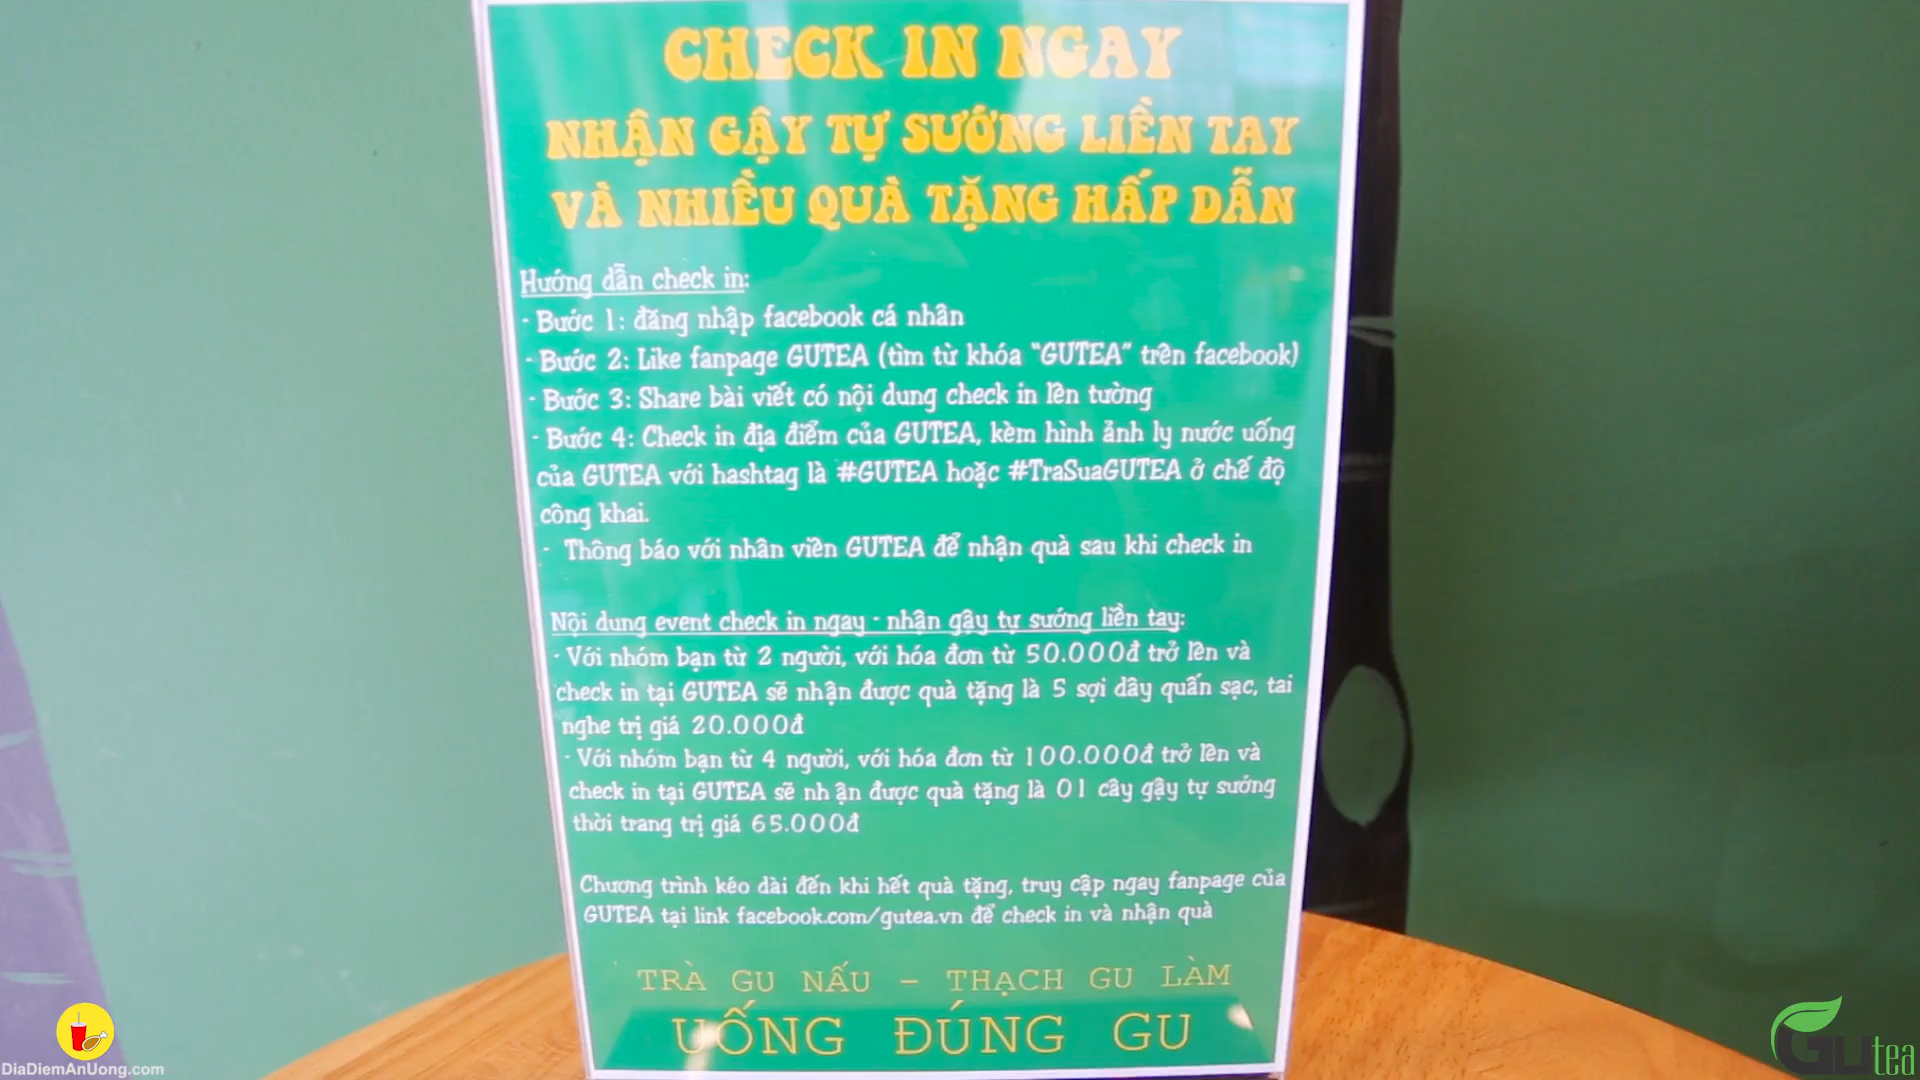 CHECK IN NGAY
NHẬN GẬY TỰ SƯỚNG LIỀN TAY
VÀ NHIỀU QUÀ TẶNG HẤP DẪN
Hướng dẫn check in:
- Bước 1: đăng nhập facebook cá nhân
- Bước 2: Like fanpage GUTEA (tìm từ khóa "GUTEA" trên facebook)
- Bước 3: Share bài viết có nội dung check in lên tường
- Bước 4: Check in địa điểm của GUTEA, kèm hình ảnh ly nước uống
của GUTEA với hashtag là #GUTEA hoặc #TraSuaGUTEA ở chế độ
công khai.
- Thông báo với nhân viên GUTEA để nhận quà sau khi check in
Nội dung event check in ngay - nhận gậy tự sướng liền tay:
- Với nhóm bạn từ 2 người, với hóa đơn từ 50.000đ trở lên và
check in tại GUTEA sẽ nhận được quà tặng là 5 sợi dây quấn sạc, tai
nghe trị giá 20.000đ
- Với nhóm bạn từ 4 người, với hóa đơn từ 100.000đ trở lên và
check in tại GUTEA sẽ nh ận được quà tặng là 01 cây gậy tự sướng
thời trang trị giá 65.000đ
Chương trình kéo dài đến khi hết quà tặng, truy cập ngay fanpage của
GUTEA tại link facebook.com/gutea.vn để check in và nhận quà
TRÀ GU NẤU - THẠCH GU LÀM
UỐNG ĐÚNG GU
DiaDiemAnUong.com
GU tea